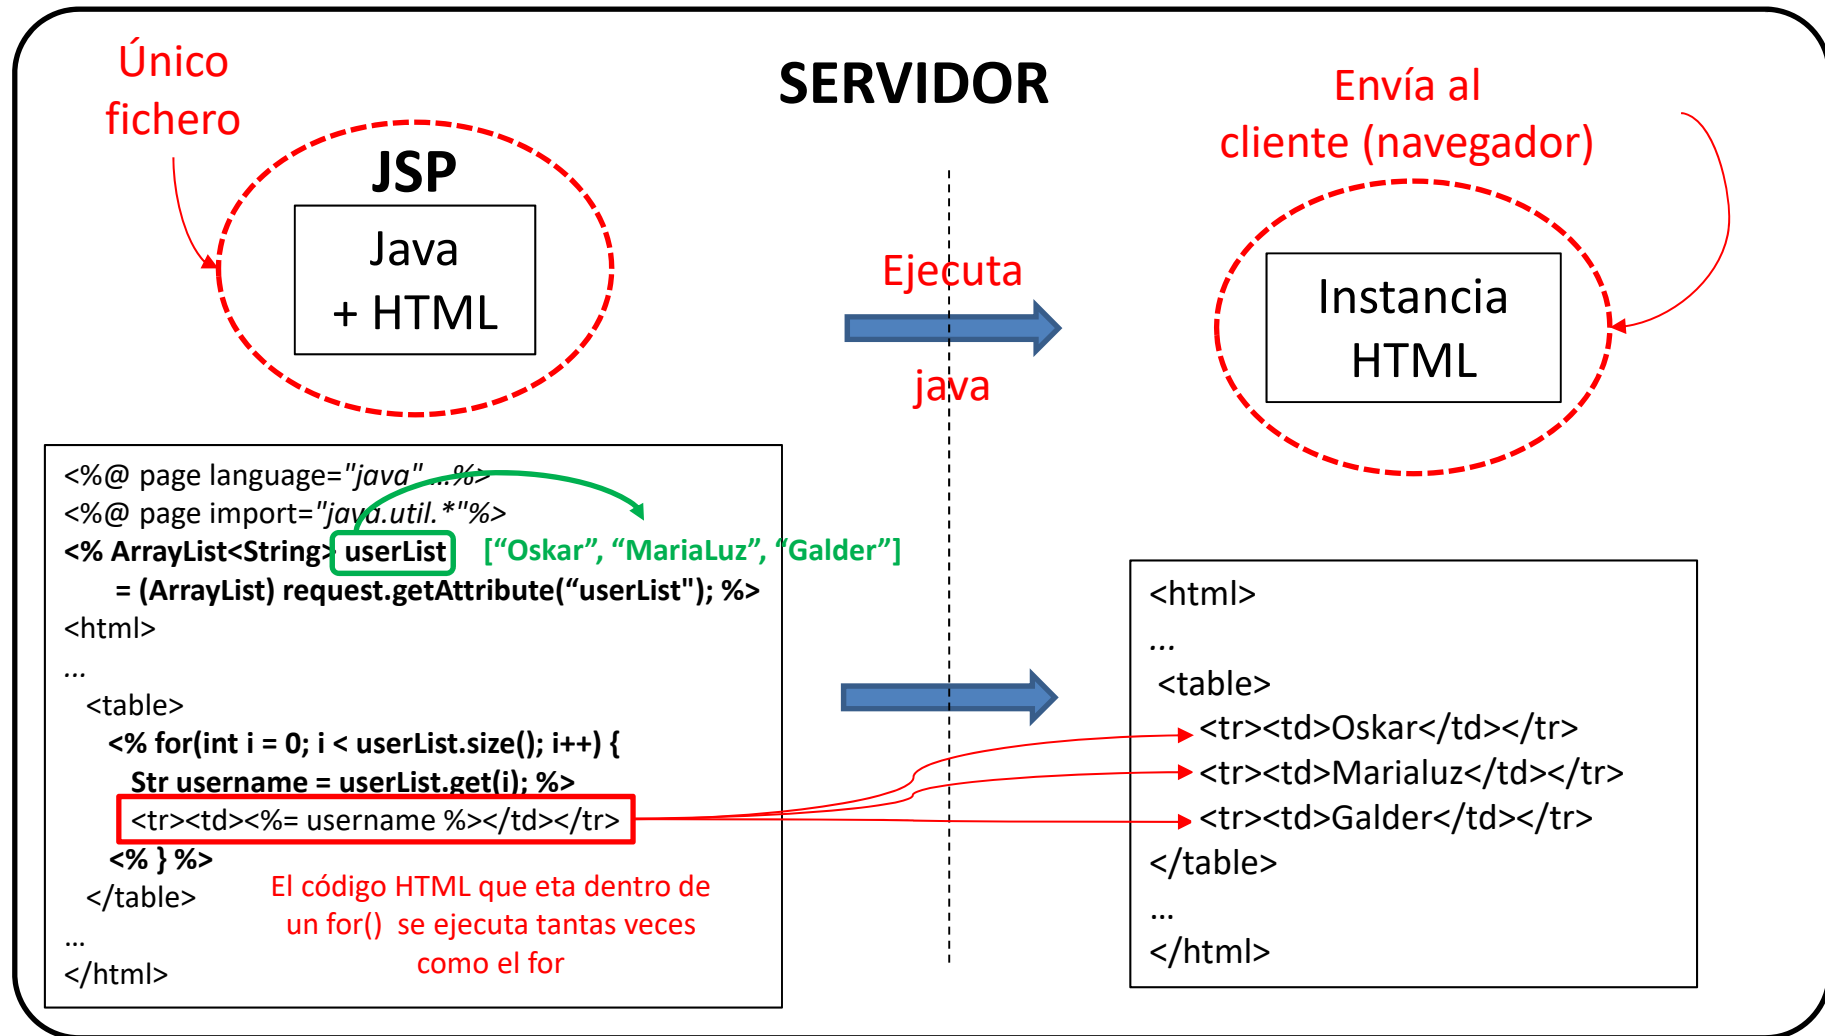 Único
fichero
SERVIDOR
Envía al
cliente (navegador)
JSP
Java
+ HTML
Ejecuta
java
Instancia
HTML
<%@ page language="java" ...%>
<%@ page import="java.util.*"%>
<% ArrayList<String> userList
[“Oskar”, “MariaLuz”, “Galder”]
= (ArrayList) request.getAttribute(“userList"); %>
<html>
...
<table>
<% for(int i = 0; i < userList.size(); i++) {
Str username = userList.get(i); %>
<tr><td><%= username %></td></tr>
<% } %>
</table>
...
</html>
El código HTML que eta dentro de
un for() se ejecuta tantas veces
como el for
<html>
...
<table>
<tr><td>Oskar</td></tr>
<tr><td>Marialuz</td></tr>
<tr><td>Galder</td></tr>
</table>
...
</html>